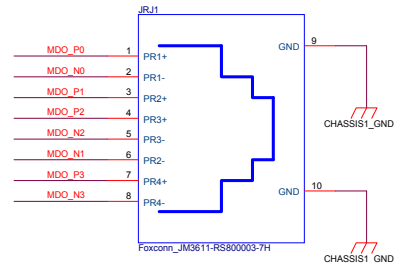 JRJ1
MDO_P0 1 PR1+ GND 9
MDO_N0 2 PR1-
MDO_P1 3 PR2+
MDO_P2 4 PR3+
CHASSIS1_GND
MDO_N2 5 PR3-
MDO_N1 6 PR2-
MDO_P3 7 PR4+
GND 10
MDO_N3 8 PR4-
Foxconn_JM3611-RS800003-7H
CHASSIS1_GND